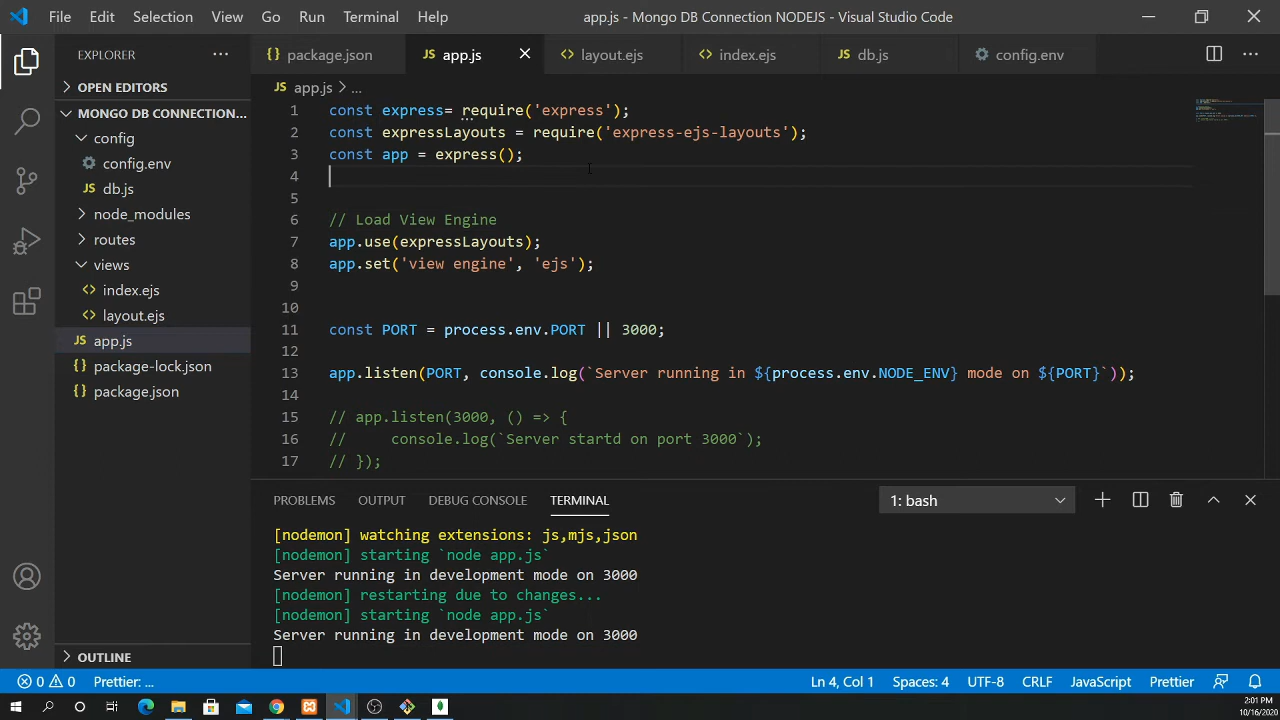 File Edit Selection View Go Run Terminal Help app.js - Mongo DB Connection NODEJS - Visual Studio Code
EXPLORER
OPEN EDITORS
MONGO DB CONNECTION...
config
config.env
db.js
node_modules
routes
views
index.ejs
layout.ejs
JS app.js
{} package-lock.json
{} package.json
OUTLINE
{} package.json JS app.js <> layout.ejs <> index.ejs JS db.js config.env
JS app.js > ...
1 const express= require('express');
2 const expressLayouts = require('express-ejs-layouts');
3 const app = express();
4
5
6 // Load View Engine
7 app.use(expressLayouts);
8 app.set('view engine', 'ejs');
9
10
11 const PORT = process.env.PORT || 3000;
12
13 app.listen(PORT, console.log(`Server running in ${process.env.NODE_ENV} mode on ${PORT}`));
14
15 // app.listen(3000, () => {
16 //     console.log(`Server startd on port 3000`);
17 // });
PROBLEMS OUTPUT DEBUG CONSOLE TERMINAL 1: bash
[nodemon] watching extensions: js,mjs,json
[nodemon] starting `node app.js`
Server running in development mode on 3000
[nodemon] restarting due to changes...
[nodemon] starting `node app.js`
Server running in development mode on 3000
0 0 Prettier: ... Ln 4, Col 1 Spaces: 4 UTF-8 CRLF JavaScript Prettier
2:01 PM
10/16/2020